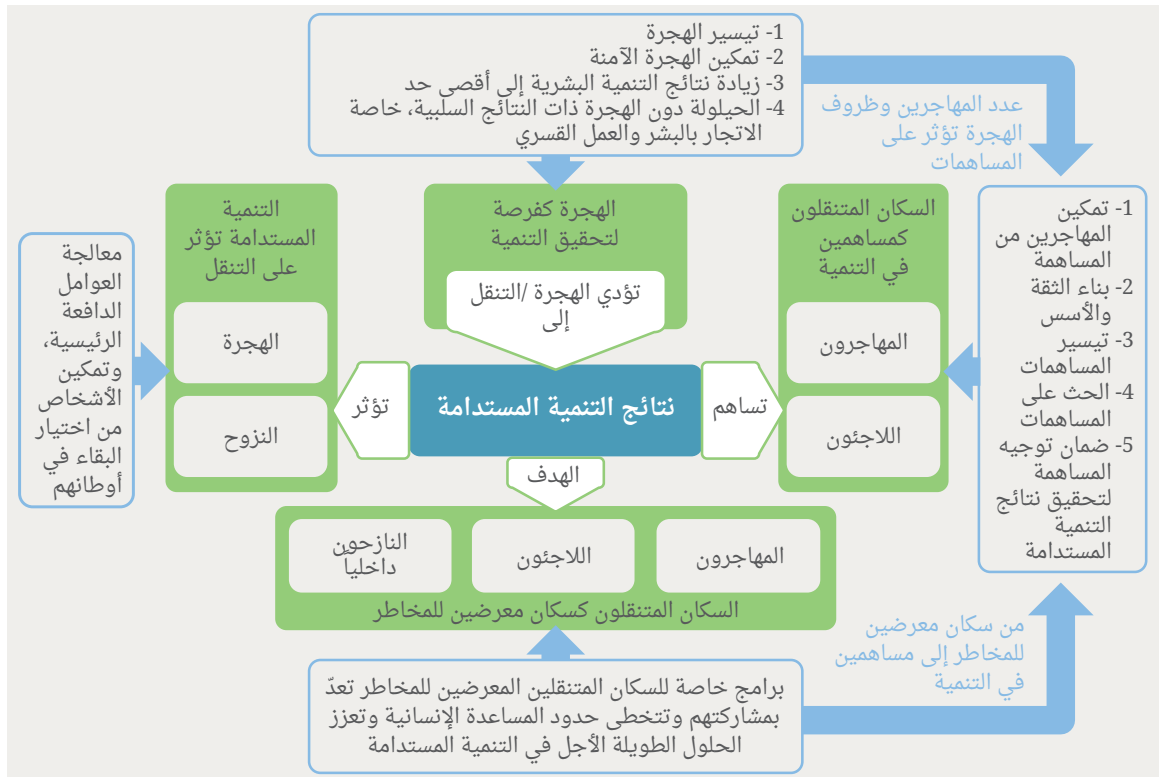 1- تيسير الهجرة
2- تمكين الهجرة الآمنة
3- زيادة نتائج التنمية البشرية إلى أقصى حد
4- الحيلولة دون الهجرة ذات النتائج السلبية، خاصة
الاتجار بالبشر والعمل القسري
عدد المهاجرين وظروف
الهجرة تؤثر على
المساهمات
1- تمكين
المهاجرين من
المساهمة
2- بناء الثقة
والأسس
3- تيسير
المساهمات
4- الحث على
المساهمات
5- ضمان توجيه
المساهمة
لتحقيق نتائج
التنمية
المستدامة
السكان المتنقلون
كمساهمين
في التنمية
المهاجرون
اللاجئون
الهجرة كفرصة
لتحقيق التنمية
تؤدي الهجرة /التنقل
إلى
التنمية
المستدامة تؤثر
على التنقل
الهجرة
النزوح
معالجة
العوامل
الدافعة
الرئيسية،
وتمكين
الأشخاص
من اختيار
البقاء في
أوطانهم
تساهم
نتائج التنمية المستدامة
تؤثر
الهدف
المهاجرون
اللاجئون
النازحون
داخلياً
السكان المتنقلون كسكان معرضين للمخاطر
من سكان معرضين
للمخاطر إلى مساهمين
في التنمية
برامج خاصة للسكان المتنقلين المعرضين للمخاطر تعدّ
بمشاركتهم وتتخطى حدود المساعدة الإنسانية وتعزز
الحلول الطويلة الأجل في التنمية المستدامة